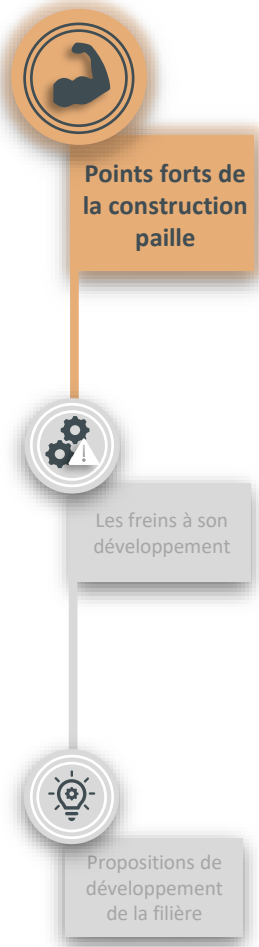 Points forts de
la construction
paille
Les freins à son
développement
Propositions de
développement
de la filière